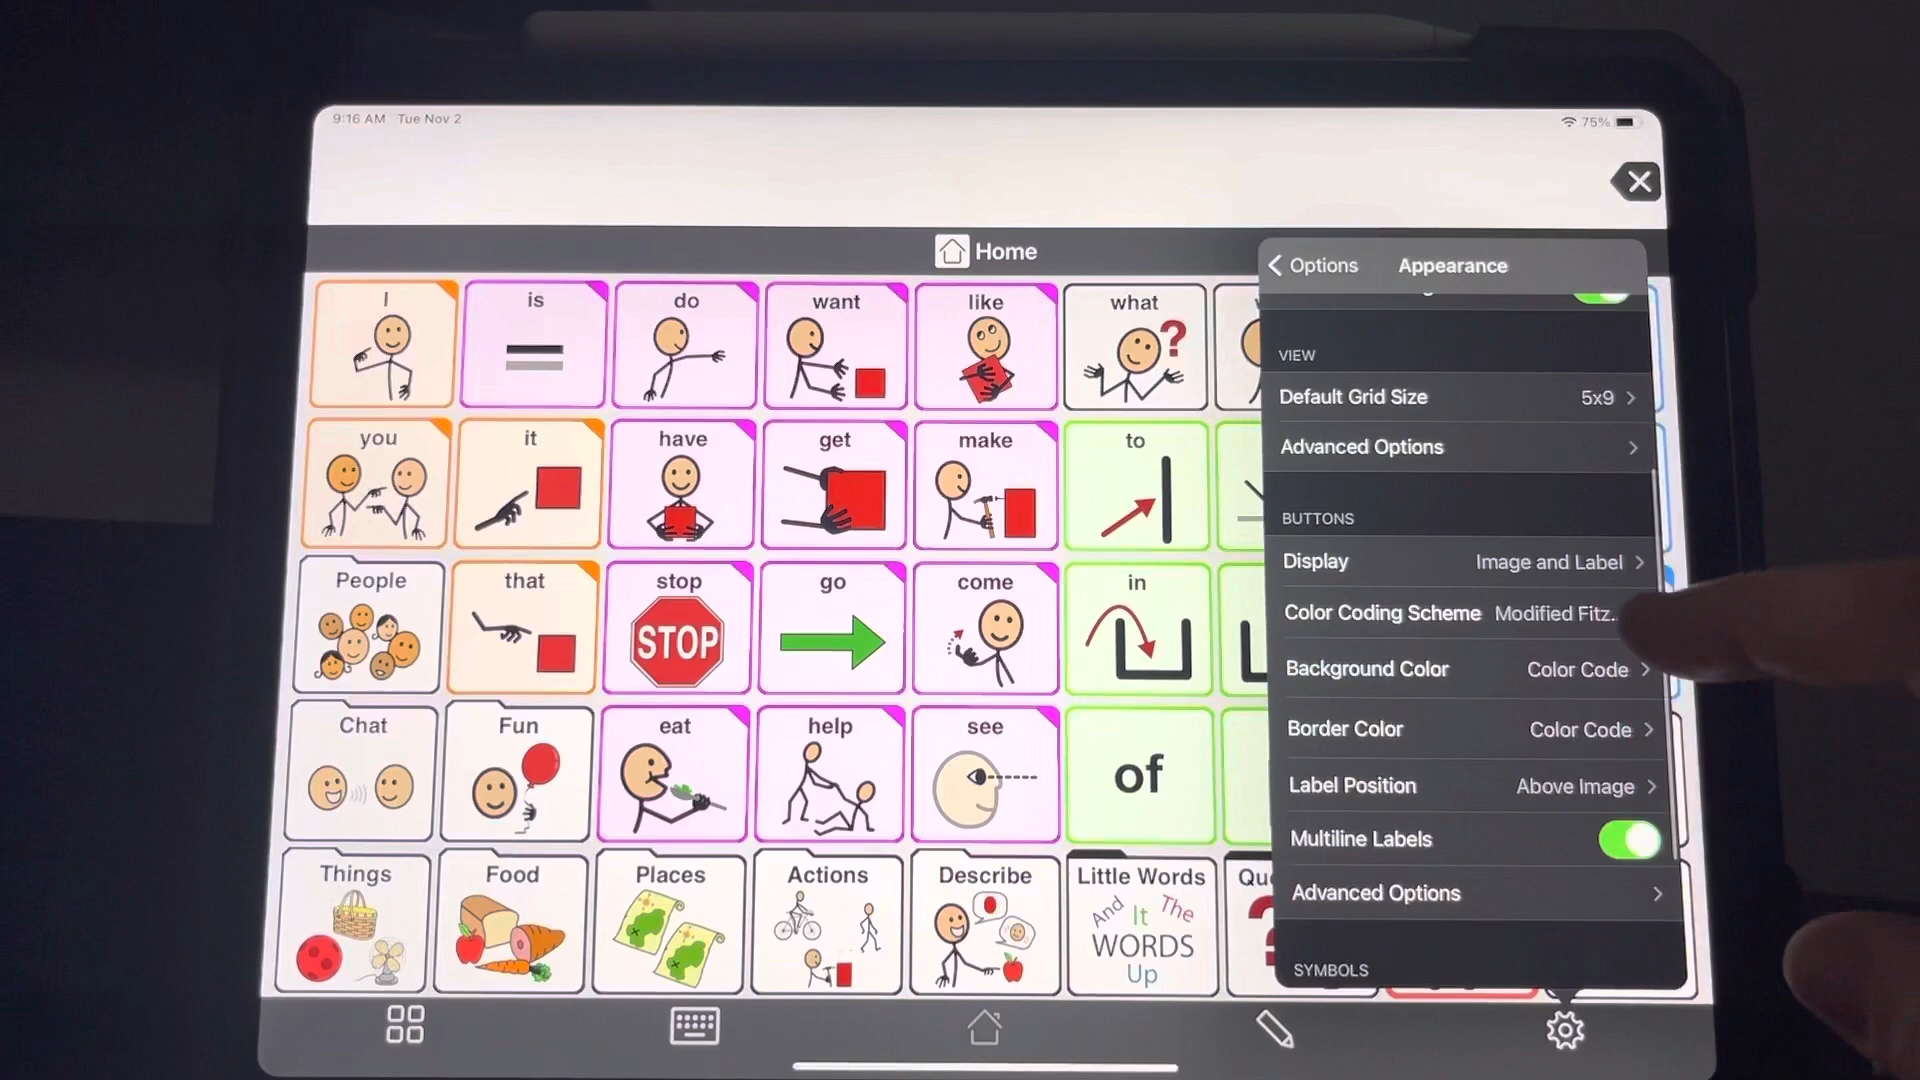 9:16 AM Tue Nov 2
75%
Home
Options
Appearance
I
is
do
want
like
what
VIEW
Default Grid Size
5x9
Advanced Options
you
it
have
get
make
to
BUTTONS
Display
Image and Label
People
that
stop
STOP
go
come
in
Color Coding Scheme
Modified Fitz..
Background Color
Color Code
Border Color
Color Code
Chat
Fun
eat
help
see
of
Label Position
Above Image
Multiline Labels
Advanced Options
Things
Food
Places
Actions
Describe
Little Words
And
It
The
WORDS
Up
Qu
SYMBOLS